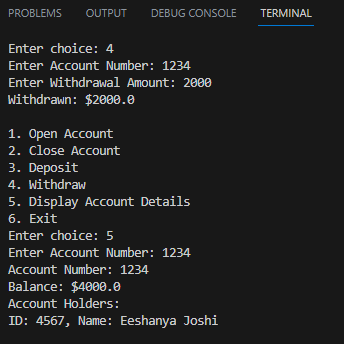 PROBLEMS OUTPUT DEBUG CONSOLE TERMINAL
Enter choice: 4
Enter Account Number: 1234
Enter Withdrawal Amount: 2000
Withdrawn: $2000.0
1. Open Account
2. Close Account
3. Deposit
4. Withdraw
5. Display Account Details
6. Exit
Enter choice: 5
Enter Account Number: 1234
Account Number: 1234
Balance: $4000.0
Account Holders:
ID: 4567, Name: Eeshanya Joshi